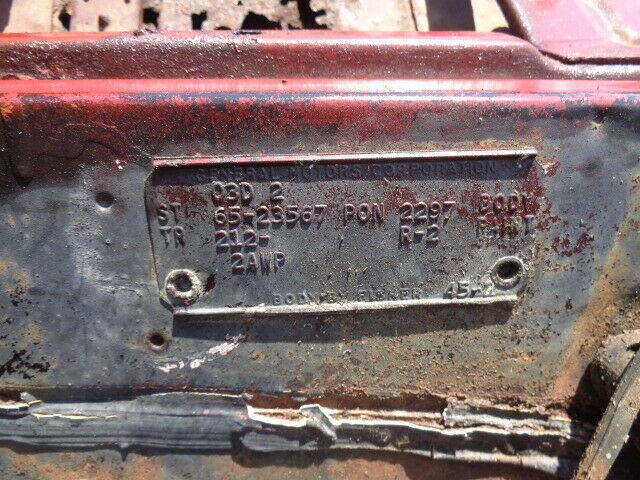 GENERAL MOTORS CORPORATION
03D 2
ST 65-23567 PON 2297 BODY
TR 212- R-2 PAINT
2AWP
BODY BY FISHER 45-